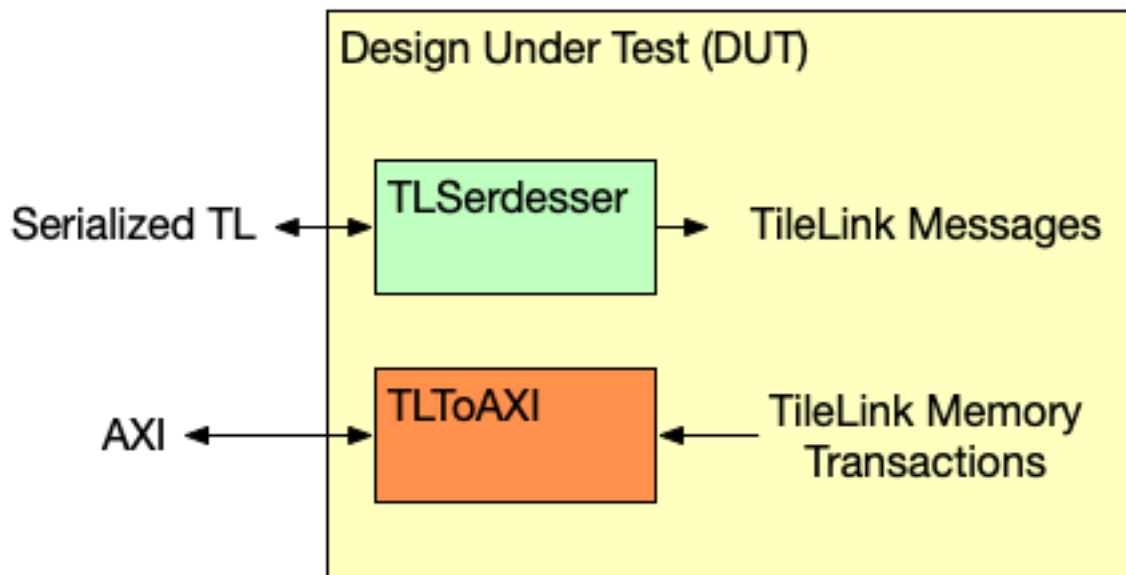 Design Under Test (DUT)
TLSerdesser
Serialized TL
TileLink Messages
TLToAXI
AXI
TileLink Memory
Transactions